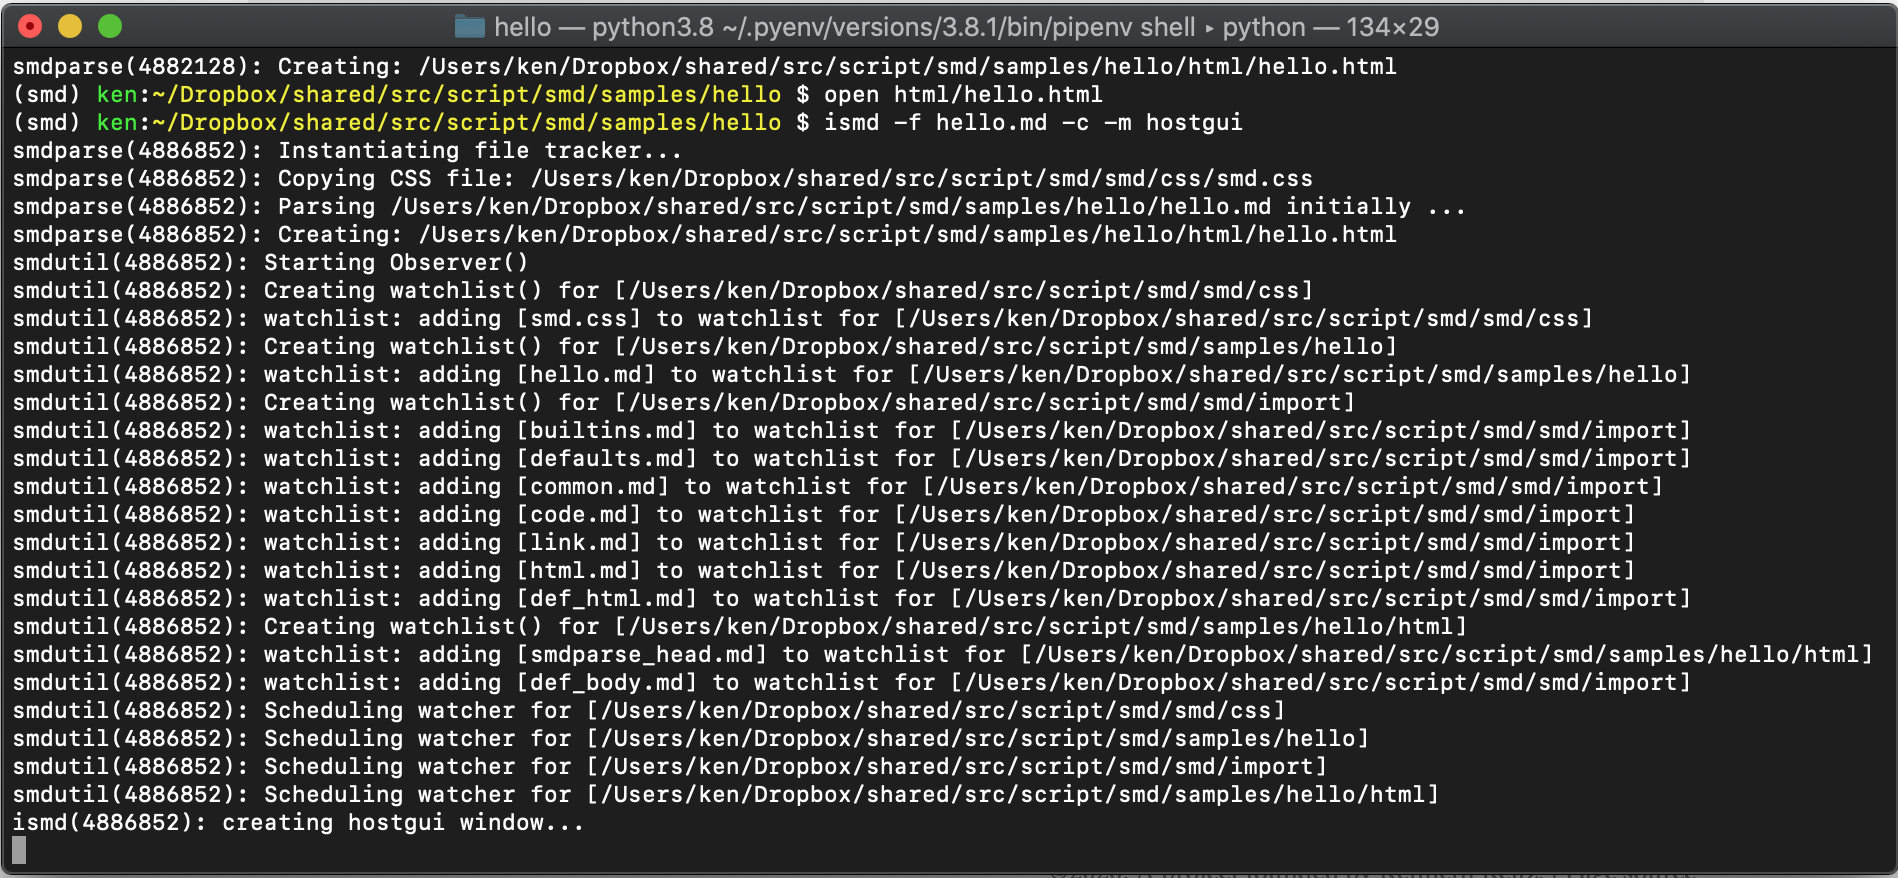 hello — python3.8 ~/.pyenv/versions/3.8.1/bin/pipenv shell ▸ python — 134×29
smdparse(4882128): Creating: /Users/ken/Dropbox/shared/src/script/smd/samples/hello/html/hello.html
(smd) ken:~/Dropbox/shared/src/script/smd/samples/hello $ open html/hello.html
(smd) ken:~/Dropbox/shared/src/script/smd/samples/hello $ ismd -f hello.md -c -m hostgui
smdparse(4886852): Instantiating file tracker...
smdparse(4886852): Copying CSS file: /Users/ken/Dropbox/shared/src/script/smd/smd/css/smd.css
smdparse(4886852): Parsing /Users/ken/Dropbox/shared/src/script/smd/samples/hello/hello.md initially ...
smdparse(4886852): Creating: /Users/ken/Dropbox/shared/src/script/smd/samples/hello/html/hello.html
smdutil(4886852): Starting Observer()
smdutil(4886852): Creating watchlist() for [/Users/ken/Dropbox/shared/src/script/smd/smd/css]
smdutil(4886852): watchlist: adding [smd.css] to watchlist for [/Users/ken/Dropbox/shared/src/script/smd/smd/css]
smdutil(4886852): Creating watchlist() for [/Users/ken/Dropbox/shared/src/script/smd/samples/hello]
smdutil(4886852): watchlist: adding [hello.md] to watchlist for [/Users/ken/Dropbox/shared/src/script/smd/samples/hello]
smdutil(4886852): Creating watchlist() for [/Users/ken/Dropbox/shared/src/script/smd/smd/import]
smdutil(4886852): watchlist: adding [builtins.md] to watchlist for [/Users/ken/Dropbox/shared/src/script/smd/smd/import]
smdutil(4886852): watchlist: adding [defaults.md] to watchlist for [/Users/ken/Dropbox/shared/src/script/smd/smd/import]
smdutil(4886852): watchlist: adding [common.md] to watchlist for [/Users/ken/Dropbox/shared/src/script/smd/smd/import]
smdutil(4886852): watchlist: adding [code.md] to watchlist for [/Users/ken/Dropbox/shared/src/script/smd/smd/import]
smdutil(4886852): watchlist: adding [link.md] to watchlist for [/Users/ken/Dropbox/shared/src/script/smd/smd/import]
smdutil(4886852): watchlist: adding [html.md] to watchlist for [/Users/ken/Dropbox/shared/src/script/smd/smd/import]
smdutil(4886852): watchlist: adding [def_html.md] to watchlist for [/Users/ken/Dropbox/shared/src/script/smd/smd/import]
smdutil(4886852): Creating watchlist() for [/Users/ken/Dropbox/shared/src/script/smd/samples/hello/html]
smdutil(4886852): watchlist: adding [smdparse_head.md] to watchlist for [/Users/ken/Dropbox/shared/src/script/smd/samples/hello/html]
smdutil(4886852): watchlist: adding [def_body.md] to watchlist for [/Users/ken/Dropbox/shared/src/script/smd/smd/import]
smdutil(4886852): Scheduling watcher for [/Users/ken/Dropbox/shared/src/script/smd/smd/css]
smdutil(4886852): Scheduling watcher for [/Users/ken/Dropbox/shared/src/script/smd/samples/hello]
smdutil(4886852): Scheduling watcher for [/Users/ken/Dropbox/shared/src/script/smd/smd/import]
smdutil(4886852): Scheduling watcher for [/Users/ken/Dropbox/shared/src/script/smd/samples/hello/html]
ismd(4886852): creating hostgui window...